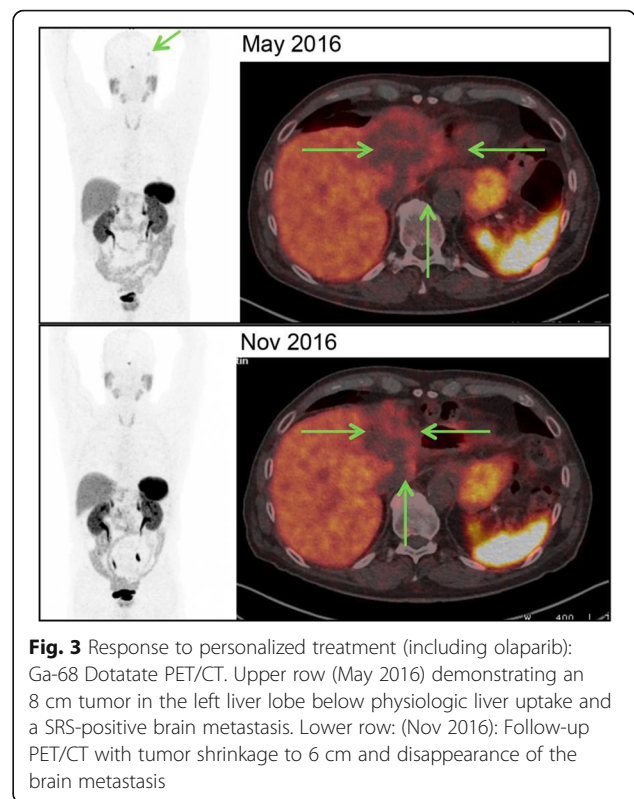 May 2016
Nov 2016
tin
W 400 : L
Fig. 3 Response to personalized treatment (including olaparib):
Ga-68 Dotatate PET/CT. Upper row (May 2016) demonstrating an
8 cm tumor in the left liver lobe below physiologic liver uptake and
a SRS-positive brain metastasis. Lower row: (Nov 2016): Follow-up
PET/CT with tumor shrinkage to 6 cm and disappearance of the
brain metastasis